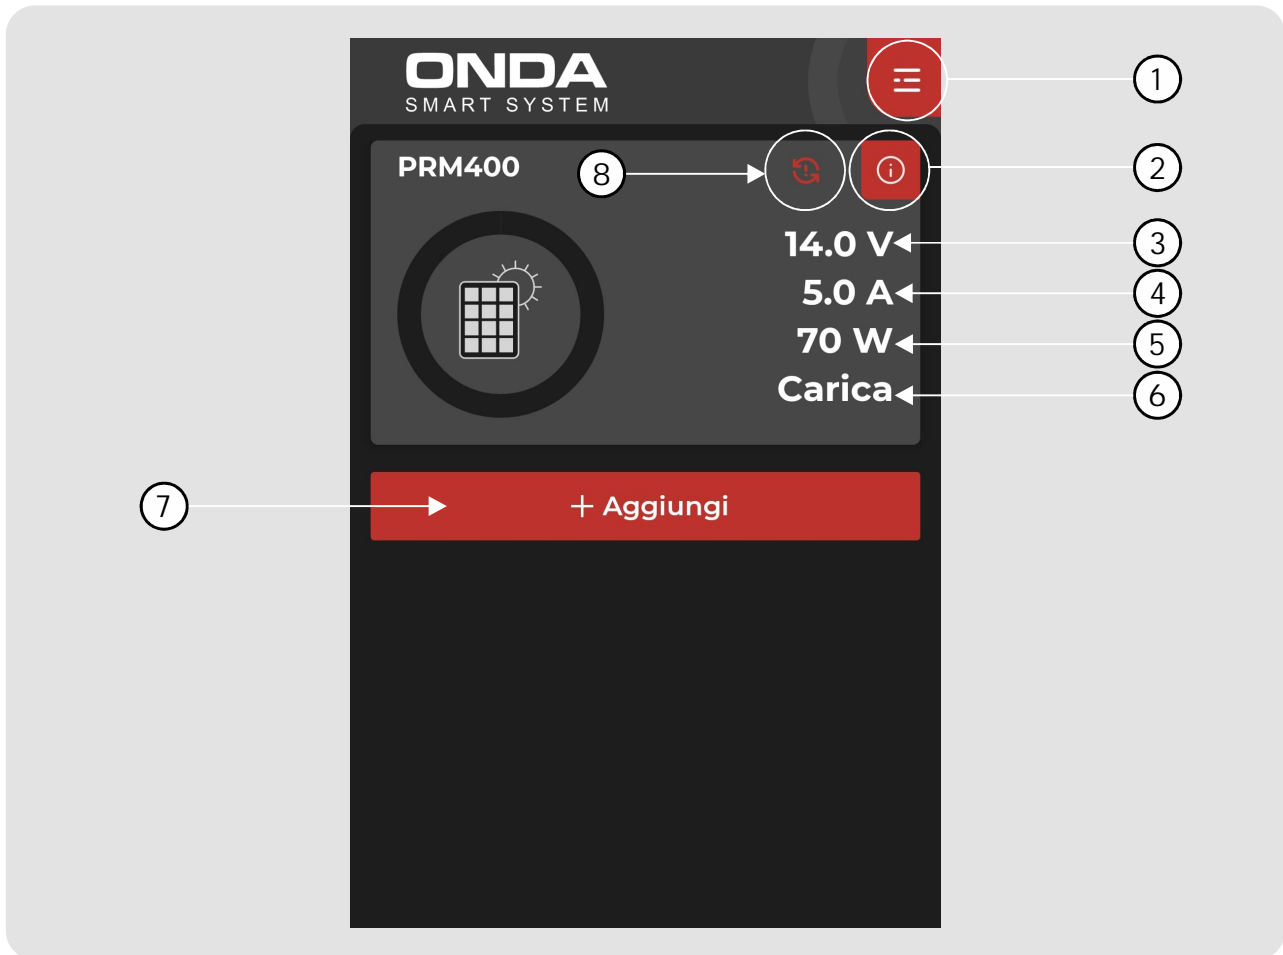 ONDA
SMART SYSTEM
1
PRM400
8
2
14.0 V
3
5.0 A
4
70 W
5
Carica
6
7
+ Aggiungi